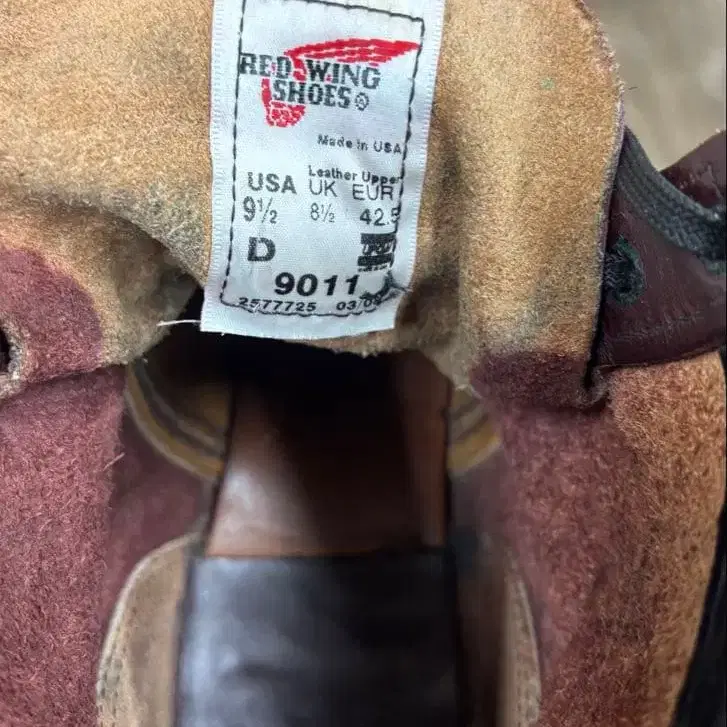 RED WING
SHOES®
Made in USA
Leather Upper
USA UK EUR
9½ 8½ 42.5
D
9011
2577725 03/09